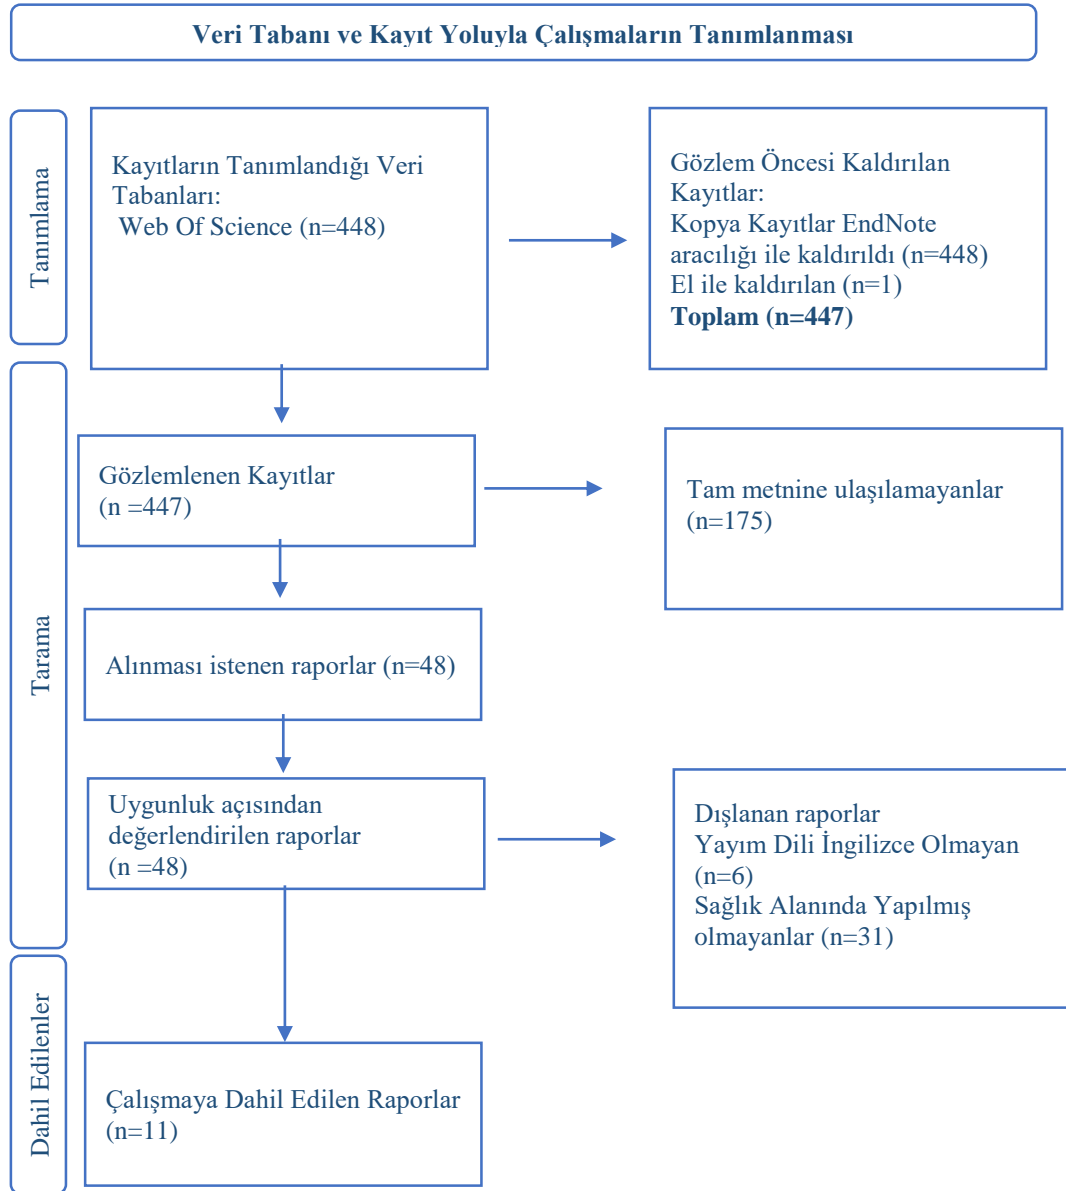 Veri Tabanı ve Kayıt Yoluyla Çalışmaların Tanımlanması
Tanımlama
Kayıtların Tanımlandığı Veri
Tabanları:
Web Of Science (n=448)
Gözlem Öncesi Kaldırılan
Kayıtlar:
Kopya Kayıtlar EndNote
aracılığı ile kaldırıldı (n=448)
El ile kaldırılan (n=1)
Toplam (n=447)
Tarama
Gözlemlenen Kayıtlar
(n =447)
Tam metnine ulaşılamayanlar
(n=175)
Alınması istenen raporlar (n=48)
Uygunluk açısından
değerlendirilen raporlar
(n =48)
Dışlanan raporlar
Yayım Dili İngilizce Olmayan
(n=6)
Sağlık Alanında Yapılmış
olmayanlar (n=31)
Dahil Edilenler
Çalışmaya Dahil Edilen Raporlar
(n=11)